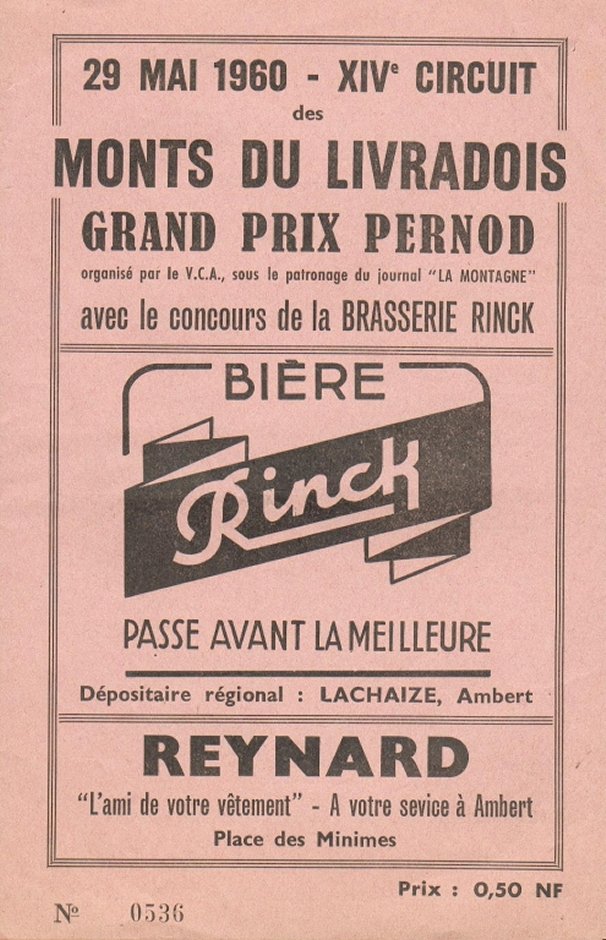 29 MAI 1960 - XIVe CIRCUIT
des
MONTS DU LIVRADOIS
GRAND PRIX PERNOD
organisé par le V.C.A., sous le patronage du journal "LA MONTAGNE"
avec le concours de la BRASSERIE RINCK
BIÈRE
Rinck
PASSE AVANT LA MEILLEURE
Dépositaire régional : LACHAIZE, Ambert
REYNARD
"L'ami de votre vêtement" - A votre sevice à Ambert
Place des Minimes
Prix : 0,50 NF
No 0536